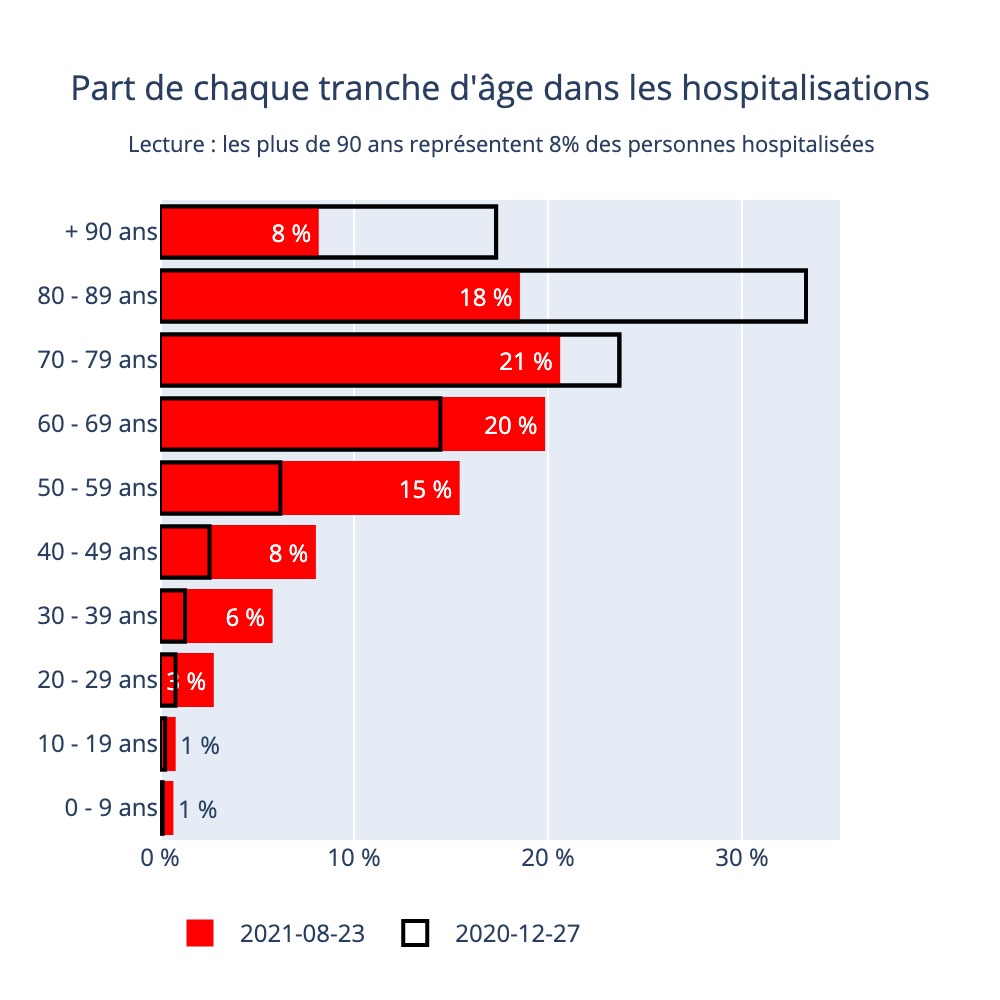 Part de chaque tranche d'âge dans les hospitalisations
Lecture : les plus de 90 ans représentent 8% des personnes hospitalisées
+ 90 ans 8 %
80 - 89 ans 18 %
70 - 79 ans 21 %
60 - 69 ans 20 %
50 - 59 ans 15 %
40 - 49 ans 8 %
30 - 39 ans 6 %
20 - 29 ans 3 %
10 - 19 ans 1 %
0 - 9 ans 1 %
0 % 10 % 20 % 30 %
2021-08-23 2020-12-27